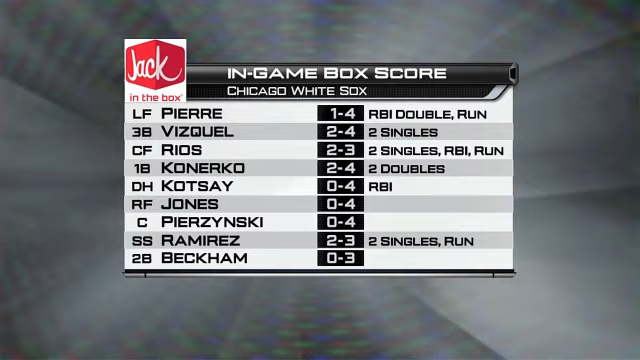 Jack
in the box
IN-GAME BOX SCORE
CHICAGO WHITE SOX
LF PIERRE 1-4 RBI DOUBLE, RUN
3B VIZQUEL 2-4 2 SINGLES
CF RIOS 2-3 2 SINGLES, RBI, RUN
1B KONERKO 2-4 2 DOUBLES
DH KOTSAY 0-4 RBI
RF JONES 0-4
C PIERZYNSKI 0-4
SS RAMIREZ 2-3 2 SINGLES, RUN
2B BECKHAM 0-3